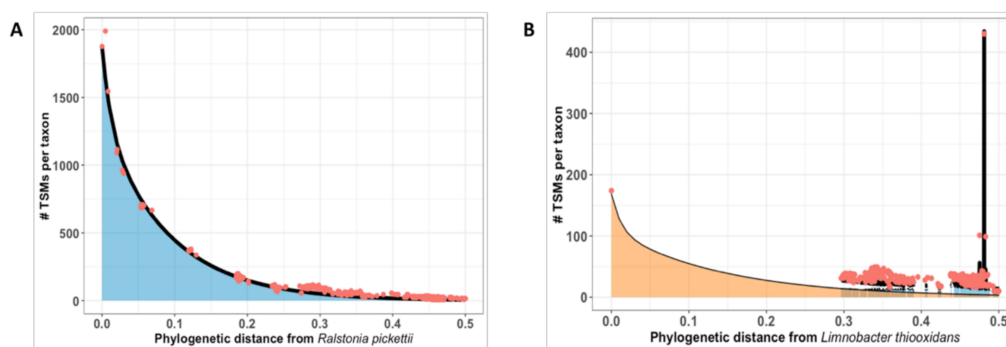 A
# TSMs per taxon
2000
1500
1000
500
0
0.0 0.1 0.2 0.3 0.4 0.5
Phylogenetic distance from Ralstonia pickettii
B
# TSMs per taxon
400
300
200
100
0
0.0 0.1 0.2 0.3 0.4 0.5
Phylogenetic distance from Limnobacter thiooxidans